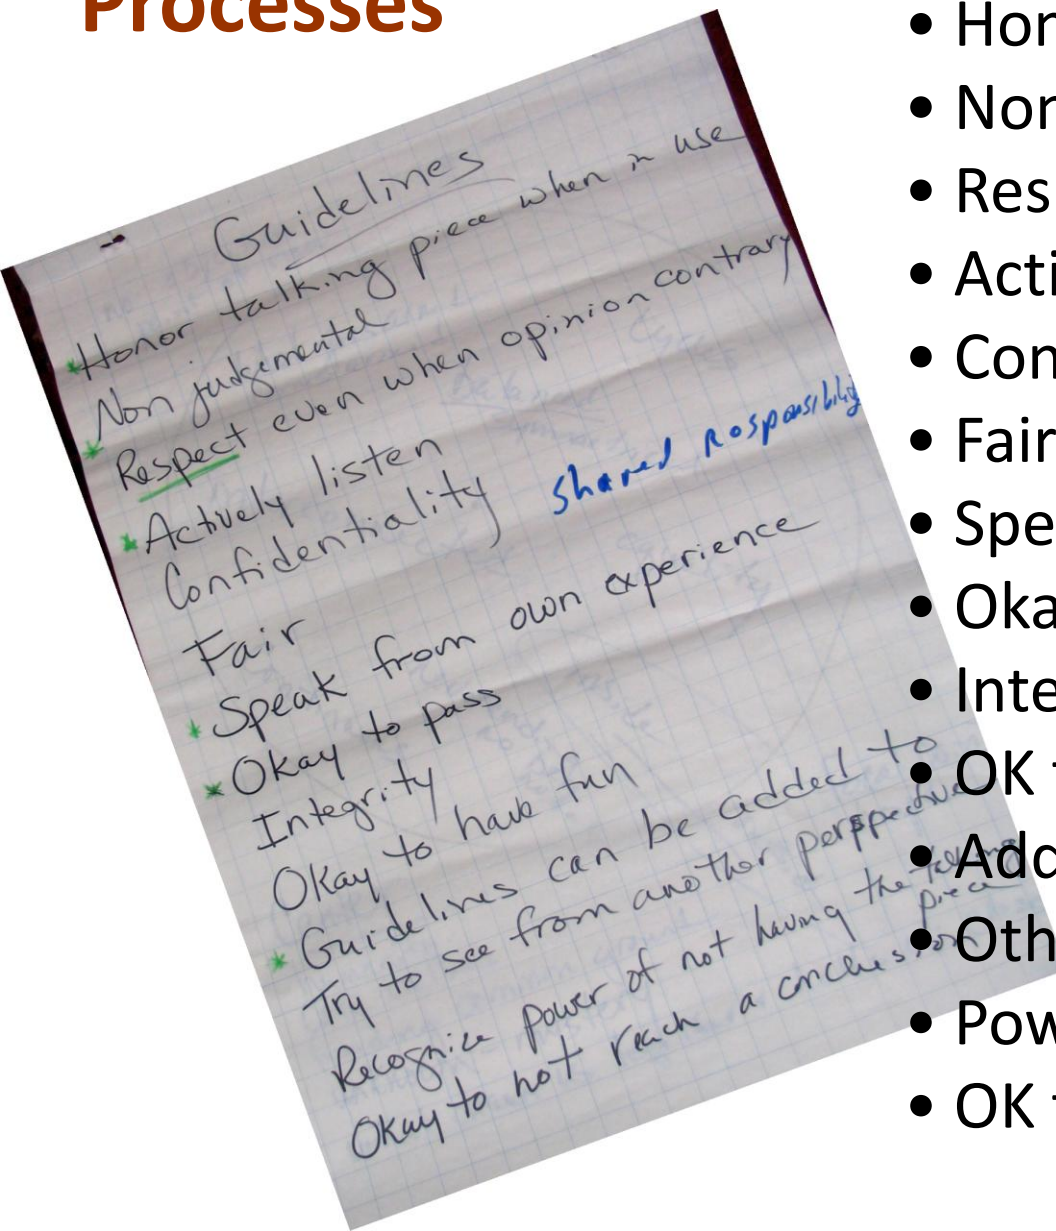 Processes
Guidelines
*Honor talking piece when in use
Non judgemental
*Respect even when opinion contrary
*Actively listen
Confidentiality shared responsibility
Fair
*Speak from own experience
*Okay to pass
Integrity
Okay to have fun
*Guidelines can be added to
Try to see from another perspective
Recognize power of not having the talking piece
Okay to not reach a conclusion
• Hon
• Non
• Res
• Acti
• Con
• Fair
• Spe
• Oka
• Inte
• OK t
• Add
• Oth
• Pow
• OK t